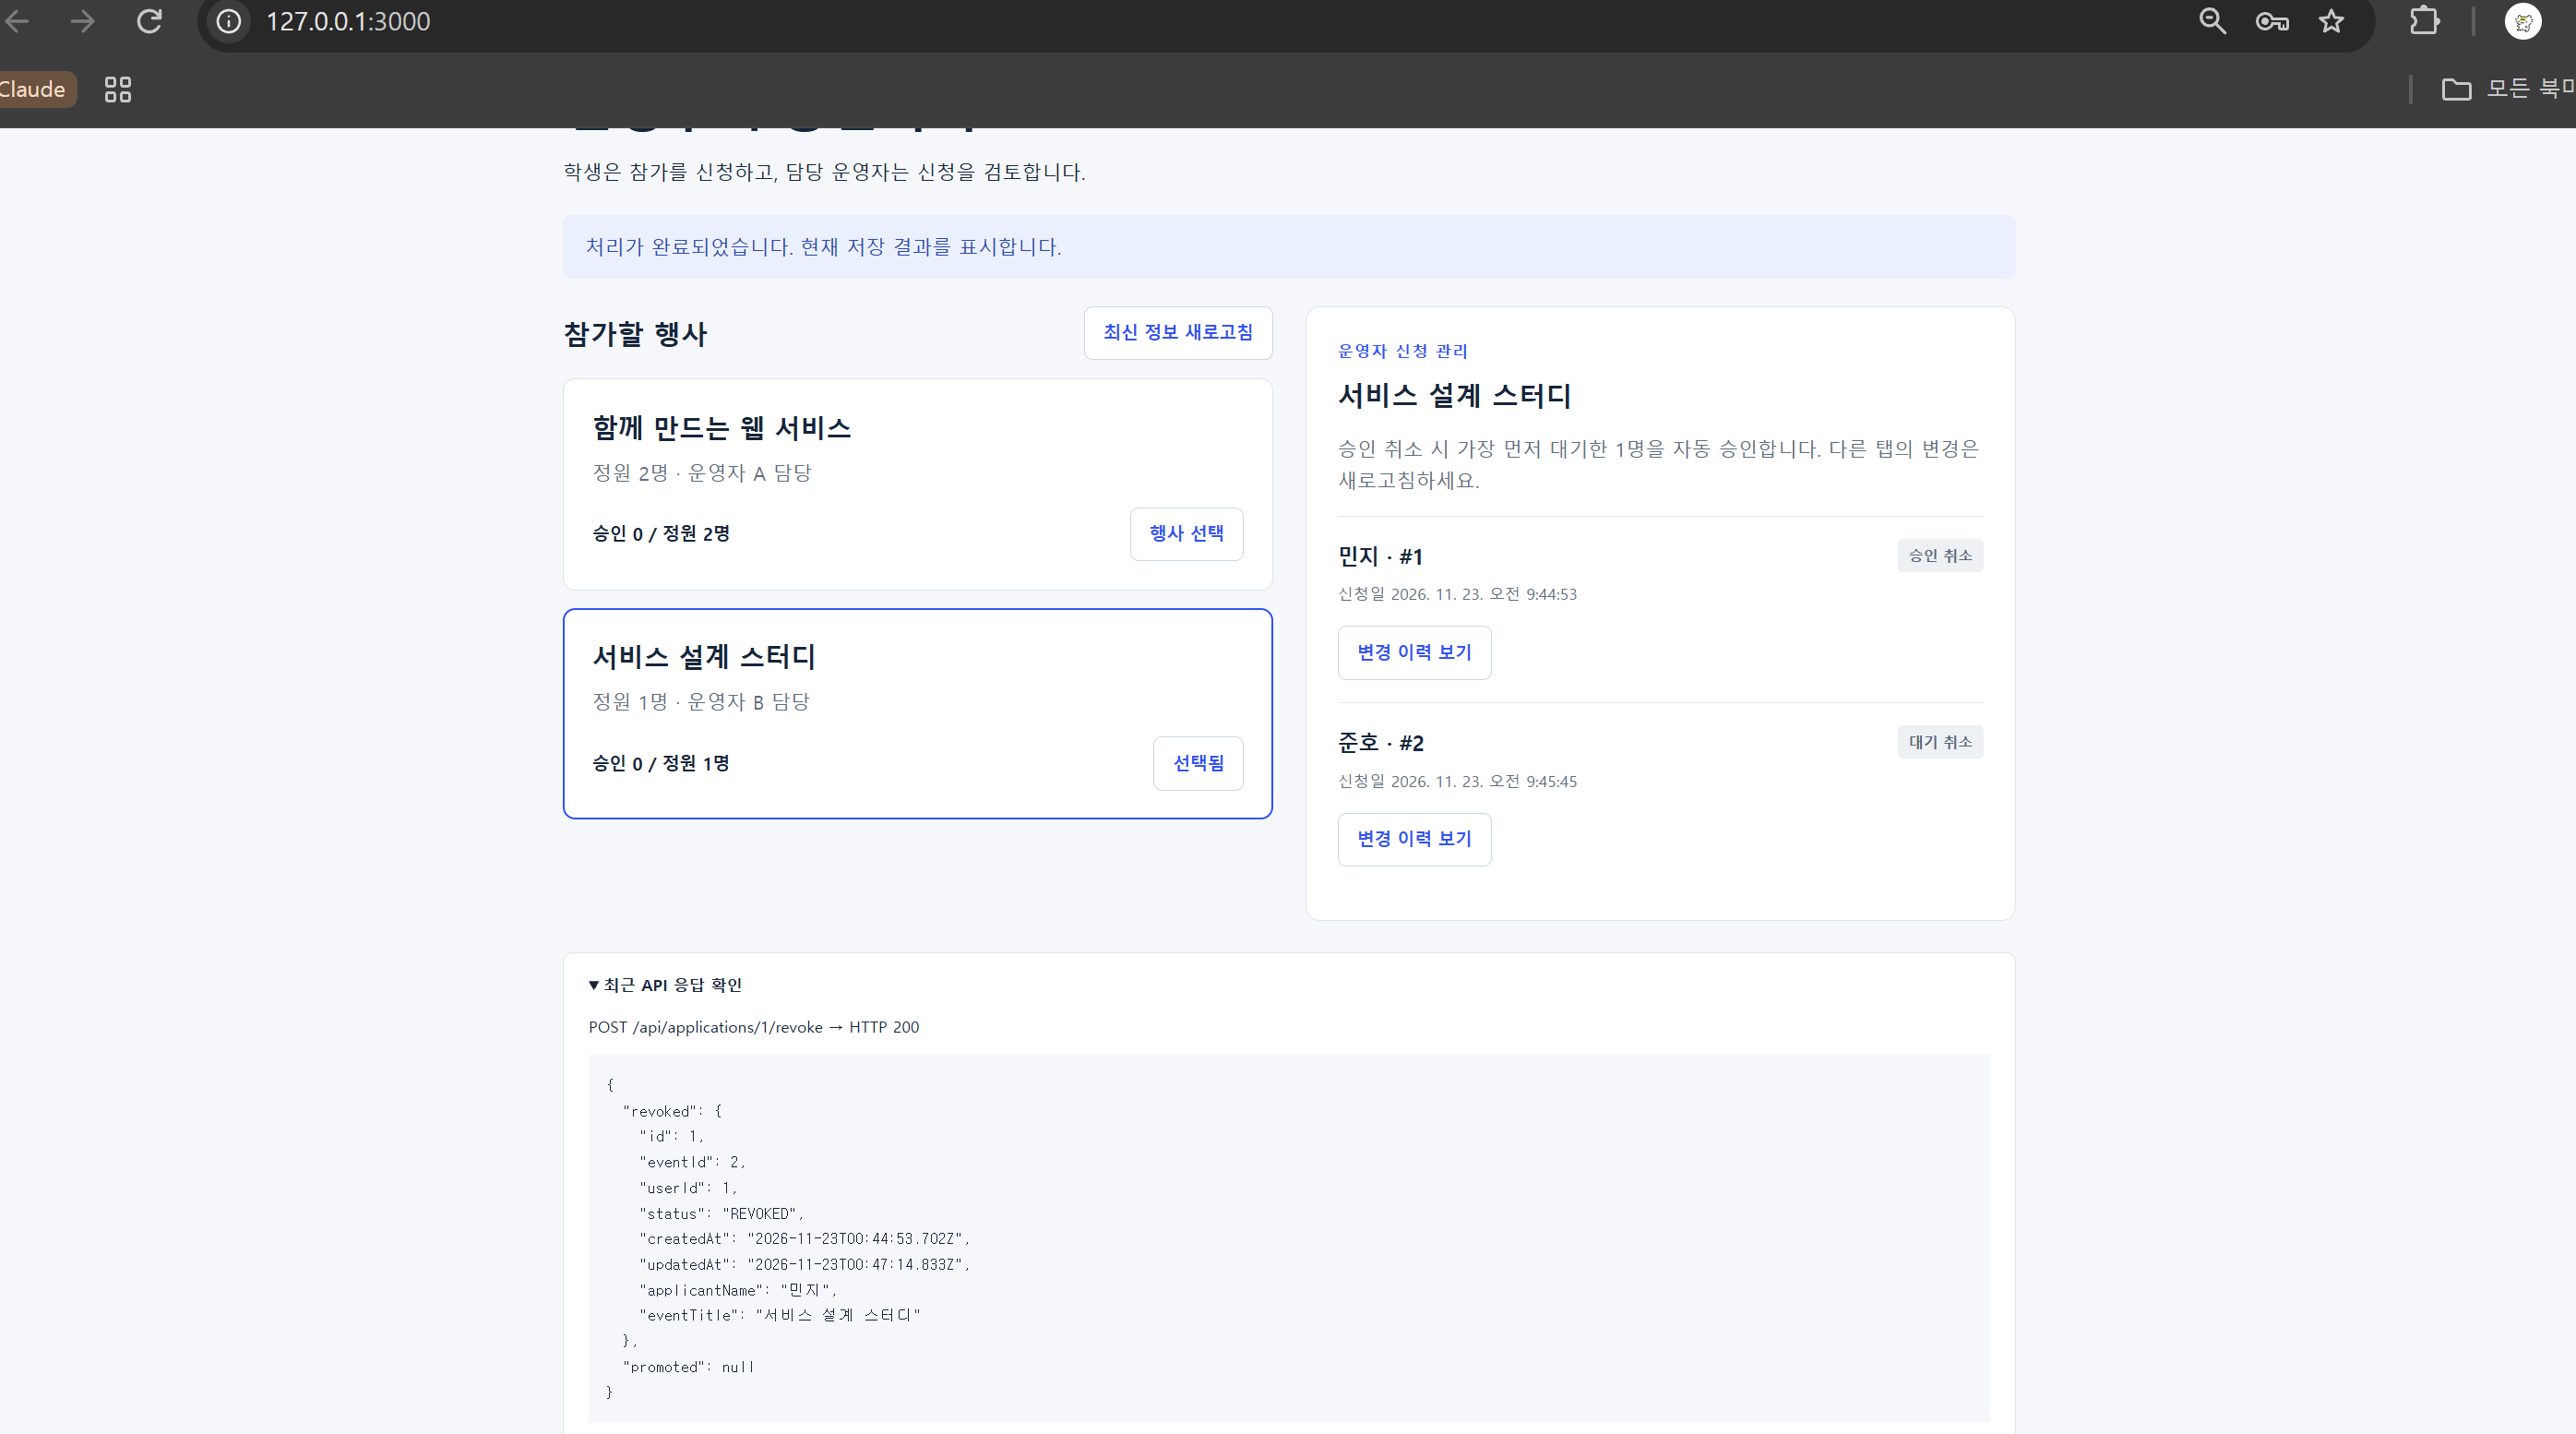 127.0.0.1:3000
Claude
모든 북
학생은 참가를 신청하고, 담당 운영자는 신청을 검토합니다.
처리가 완료되었습니다. 현재 저장 결과를 표시합니다.
참가할 행사
최신 정보 새로고침
함께 만드는 웹 서비스
정원 2명 · 운영자 A 담당
승인 0 / 정원 2명
행사 선택
서비스 설계 스터디
정원 1명 · 운영자 B 담당
승인 0 / 정원 1명
선택됨
운영자 신청 관리
서비스 설계 스터디
승인 취소 시 가장 먼저 대기한 1명을 자동 승인합니다. 다른 탭의 변경은
새로고침하세요.
민지 · #1
승인 취소
신청일 2026. 11. 23. 오전 9:44:53
변경 이력 보기
준호 · #2
대기 취소
신청일 2026. 11. 23. 오전 9:45:45
변경 이력 보기
▼ 최근 API 응답 확인
POST /api/applications/1/revoke → HTTP 200
{
"revoked": {
"id": 1,
"eventId": 2,
"userId": 1,
"status": "REVOKED",
"createdAt": "2026-11-23T00:44:53.702Z",
"updatedAt": "2026-11-23T00:47:14.833Z",
"applicantName": "민지",
"eventTitle": "서비스 설계 스터디"
},
"promoted": null
}